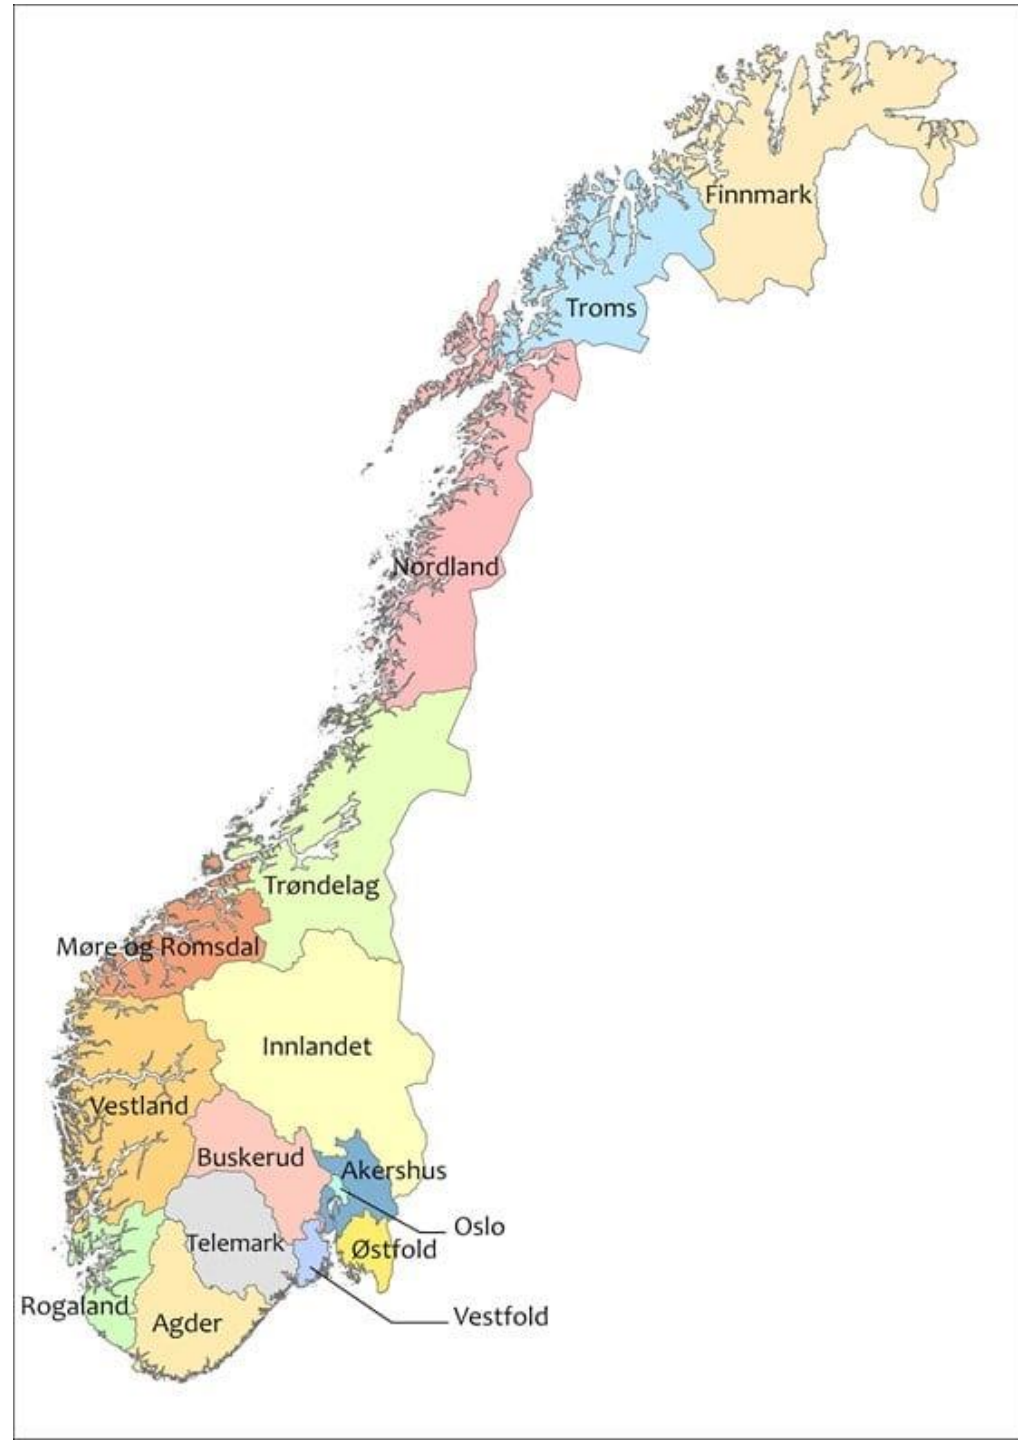 Finnmark
Troms
Nordland
Trøndelag
Møre og Romsdal
Innlandet
Vestland
Buskerud
Akershus
Oslo
Telemark
Østfold
Rogaland
Agder
Vestfold